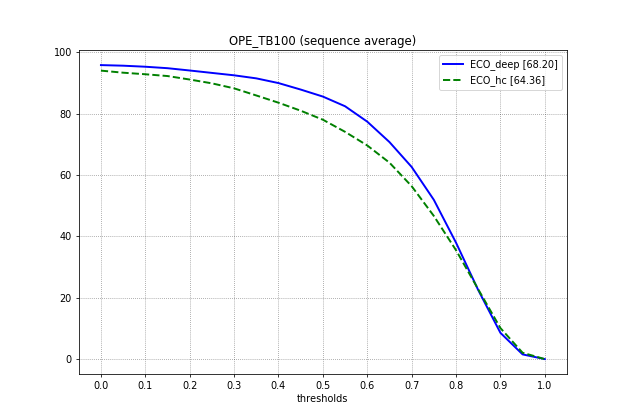 OPE_TB100 (sequence average)
ECO_deep [68.20]
ECO_hc [64.36]
100
80
60
40
20
0
0.0 0.1 0.2 0.3 0.4 0.5 0.6 0.7 0.8 0.9 1.0
thresholds